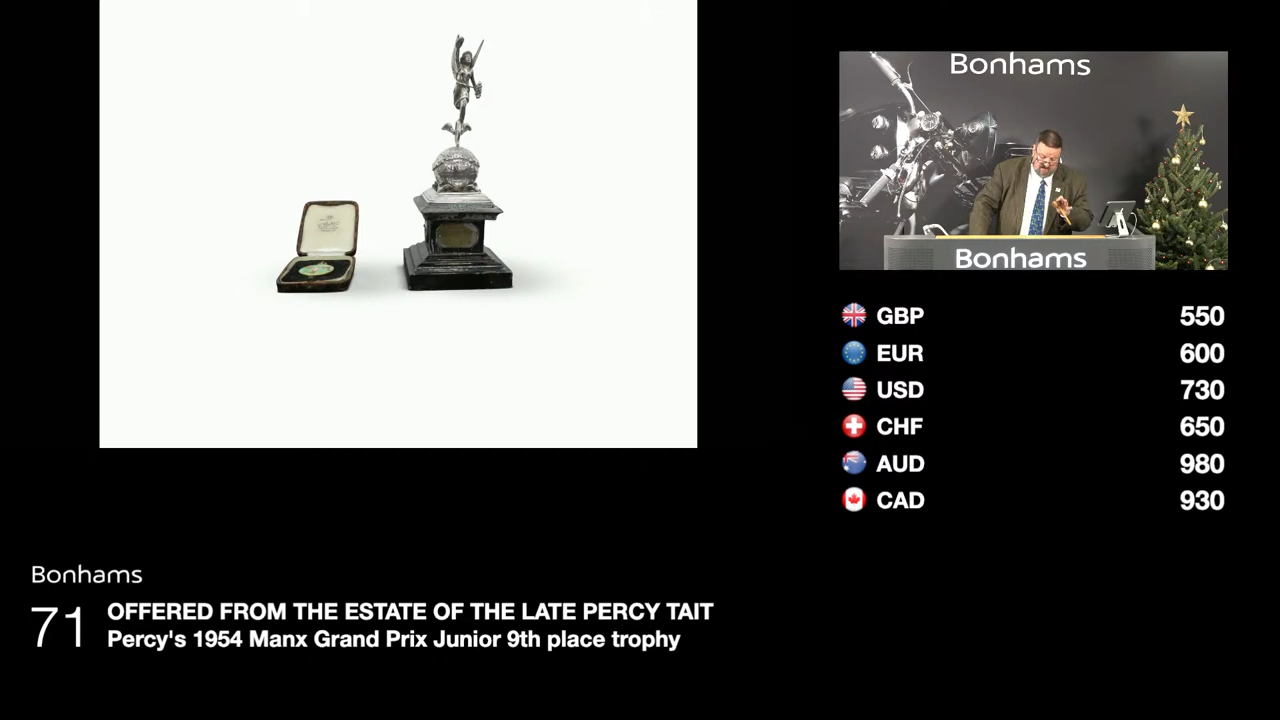 Bonhams
Bonhams
GBP 550
EUR 600
USD 730
CHF 650
AUD 980
CAD 930
Bonhams
71
OFFERED FROM THE ESTATE OF THE LATE PERCY TAIT
Percy's 1954 Manx Grand Prix Junior 9th place trophy